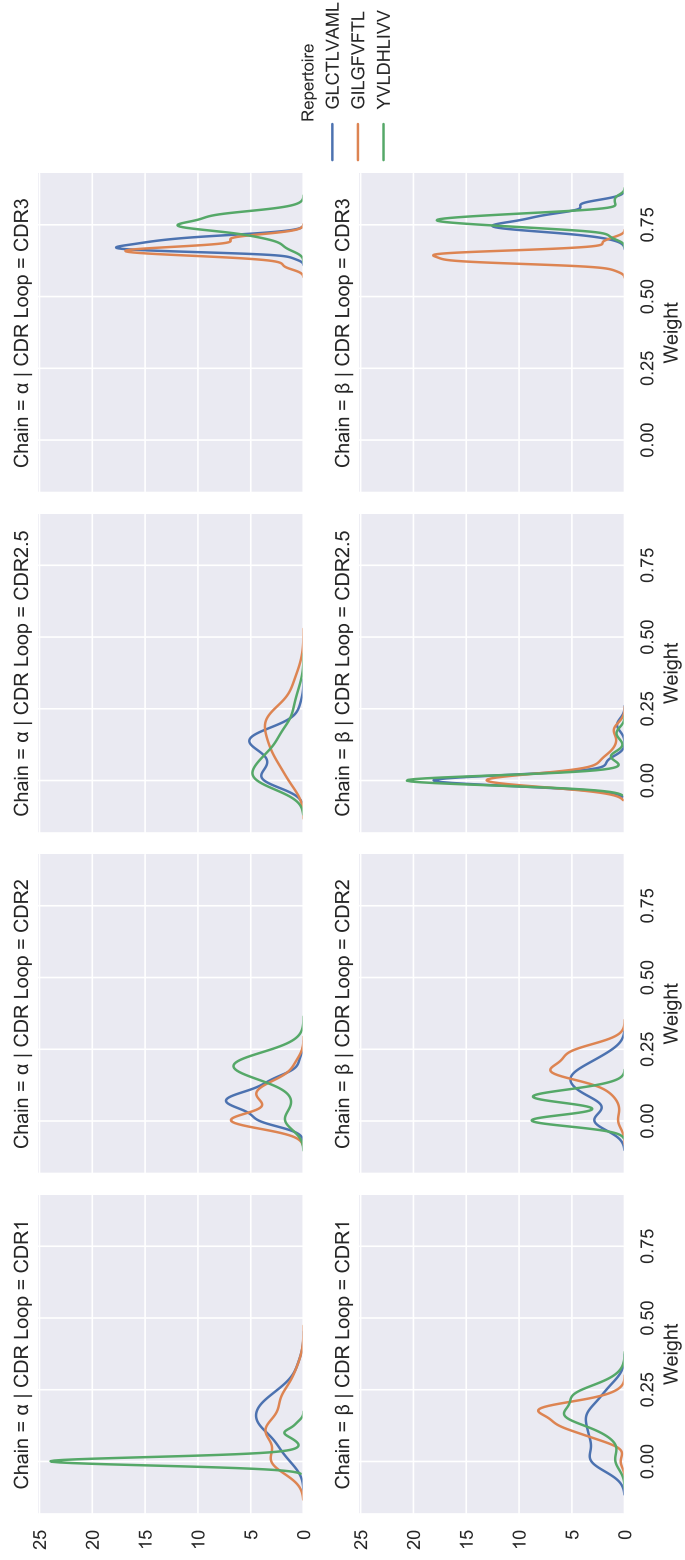 Chain = α | CDR Loop = CDR1
Chain = α | CDR Loop = CDR2
Chain = α | CDR Loop = CDR2.5
Chain = α | CDR Loop = CDR3
25
20
15
10
5
0
Repertoire
GLCTLVAML
GILGFVFTL
YVLDHLIVV
Chain = β | CDR Loop = CDR1
Chain = β | CDR Loop = CDR2
Chain = β | CDR Loop = CDR2.5
Chain = β | CDR Loop = CDR3
25
20
15
10
5
0
0.00 0.25 0.50 0.75
0.00 0.25 0.50 0.75
0.00 0.25 0.50 0.75
0.00 0.25 0.50 0.75
Weight
Weight
Weight
Weight